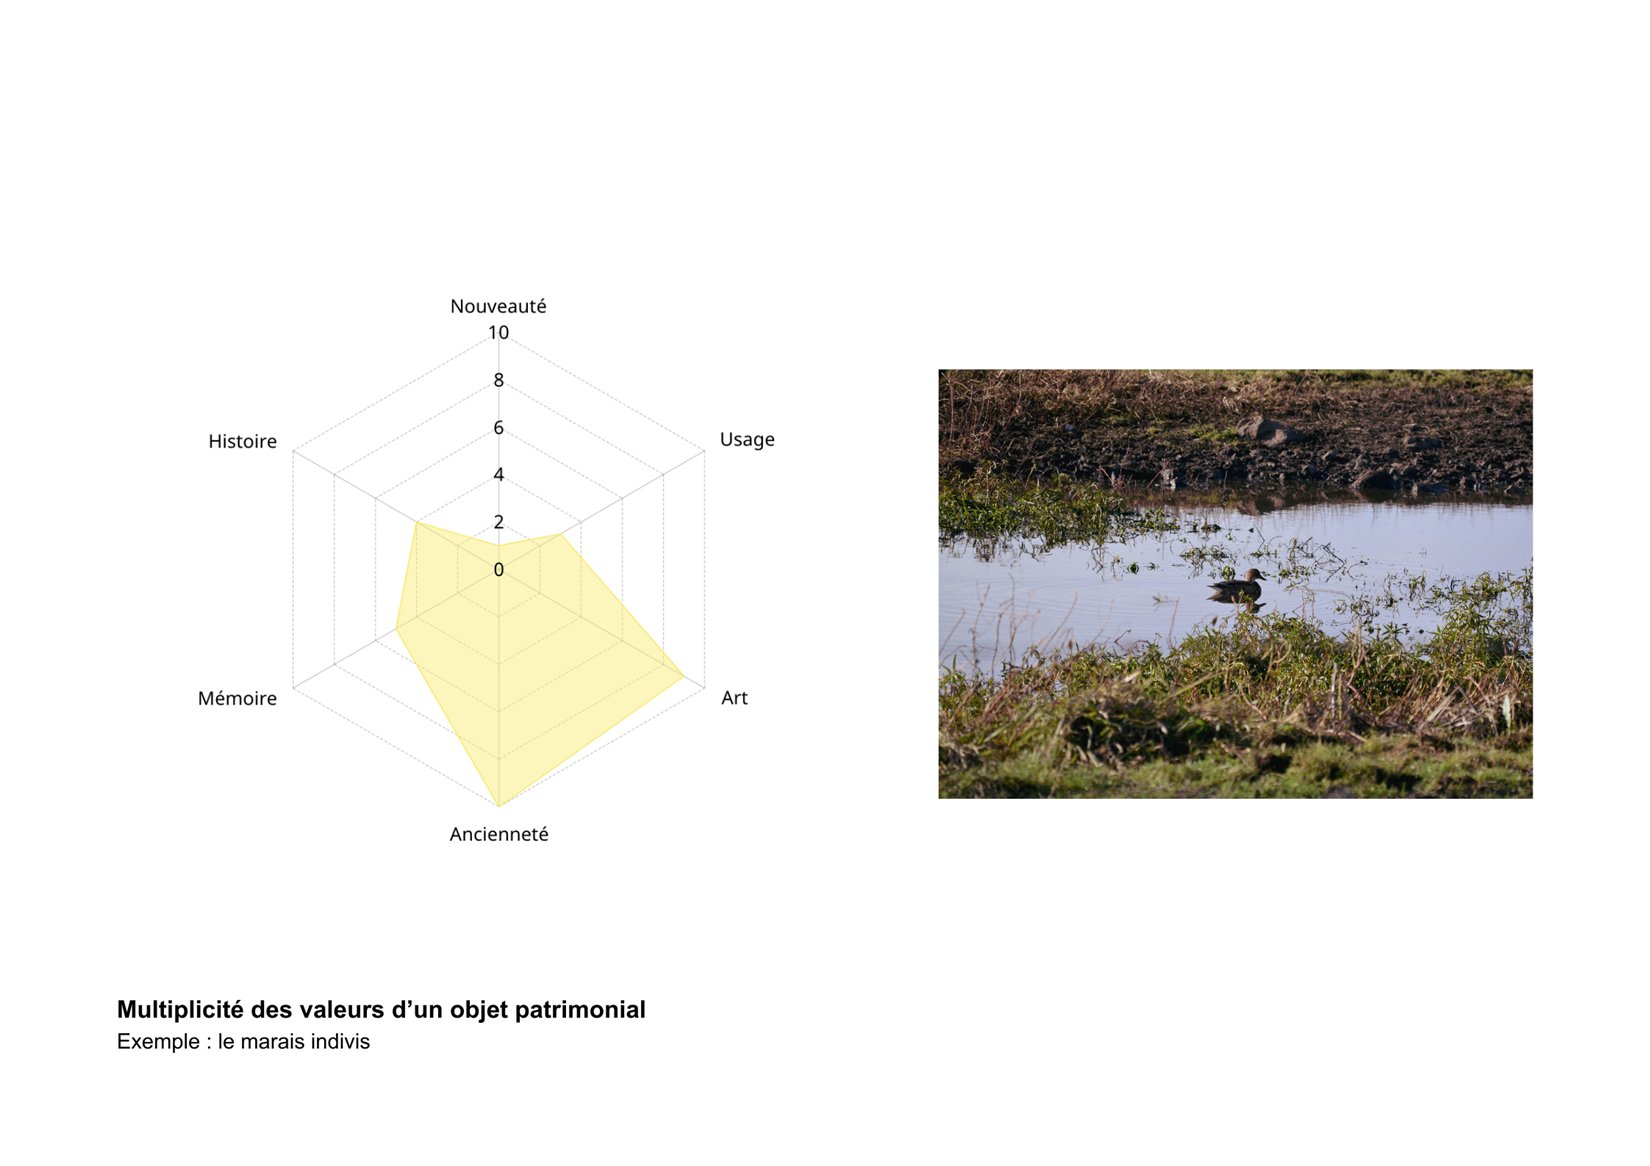 Nouveauté
10
8
6
4
2
0
Histoire
Usage
Mémoire
Art
Ancienneté
Multiplicité des valeurs d’un objet patrimonial
Exemple : le marais indivis